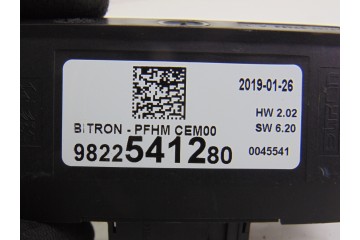 2019-01-26
HW 2.02
SW 6.20
BITRON - PFHM CEM00
9822541280
0045541